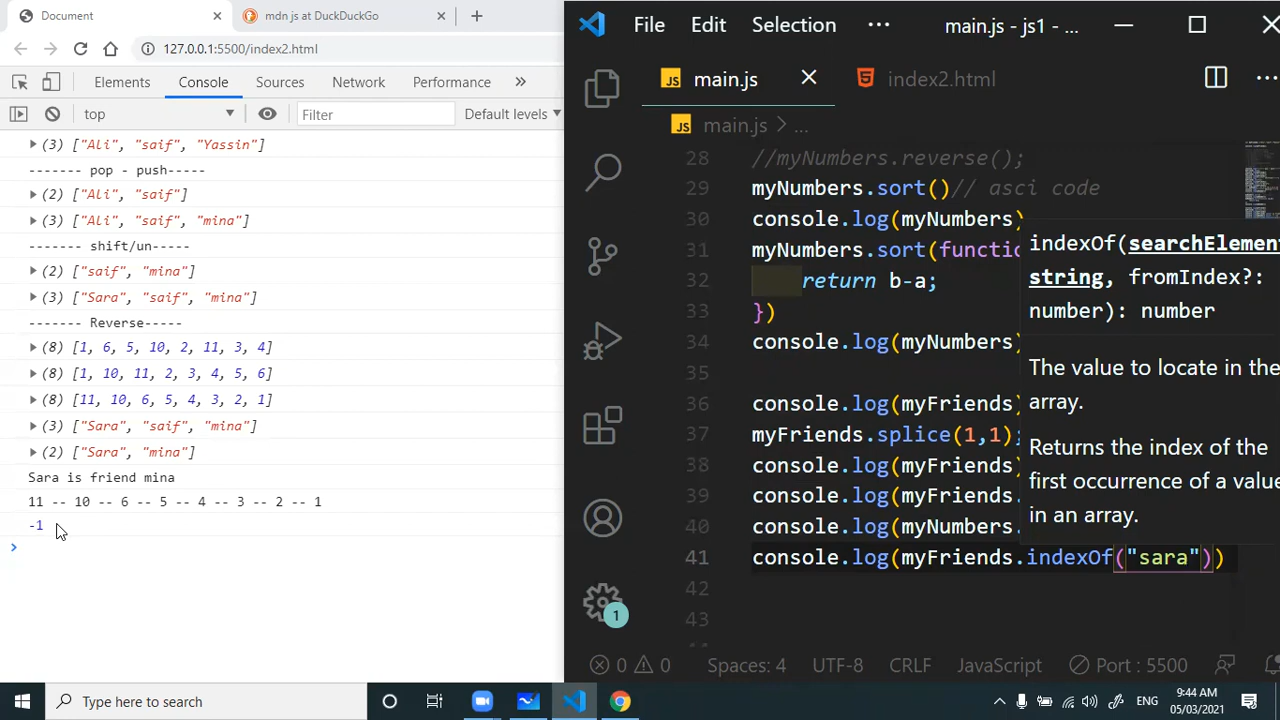 Document
mdn js at DuckDuckGo
127.0.0.1:5500/index2.html
Elements Console Sources Network Performance »
top Filter Default levels
(3) ["Ali", "saif", "Yassin"]
------- pop - push-----
(2) ["Ali", "saif"]
(3) ["Ali", "saif", "mina"]
------- shift/un-----
(2) ["saif", "mina"]
(3) ["Sara", "saif", "mina"]
------- Reverse-----
(8) [1, 6, 5, 10, 2, 11, 3, 4]
(8) [1, 10, 11, 2, 3, 4, 5, 6]
(8) [11, 10, 6, 5, 4, 3, 2, 1]
(3) ["Sara", "saif", "mina"]
(2) ["Sara", "mina"]
Sara is friend mina
11 -- 10 -- 6 -- 5 -- 4 -- 3 -- 2 -- 1
-1
File Edit Selection ··· main.js - js1 - ...
JS main.js index2.html
JS main.js > ...
28 //myNumbers.reverse();
29 myNumbers.sort()// asci code
30 console.log(myNumbers)
31 myNumbers.sort(functio
32 return b-a;
33 })
34 console.log(myNumbers)
35
36 console.log(myFriends)
37 myFriends.splice(1,1);
38 console.log(myFriends
39 console.log(myFriends.
40 console.log(myNumbers.
41 console.log(myFriends.indexOf("sara"))
42
43
indexOf(searchElement
string, fromIndex?:
number): number
The value to locate in the
array.
Returns the index of the
first occurrence of a value
in an array.
1
0 0 Spaces: 4 UTF-8 CRLF JavaScript Port : 5500
Type here to search
ENG
9:44 AM
05/03/2021